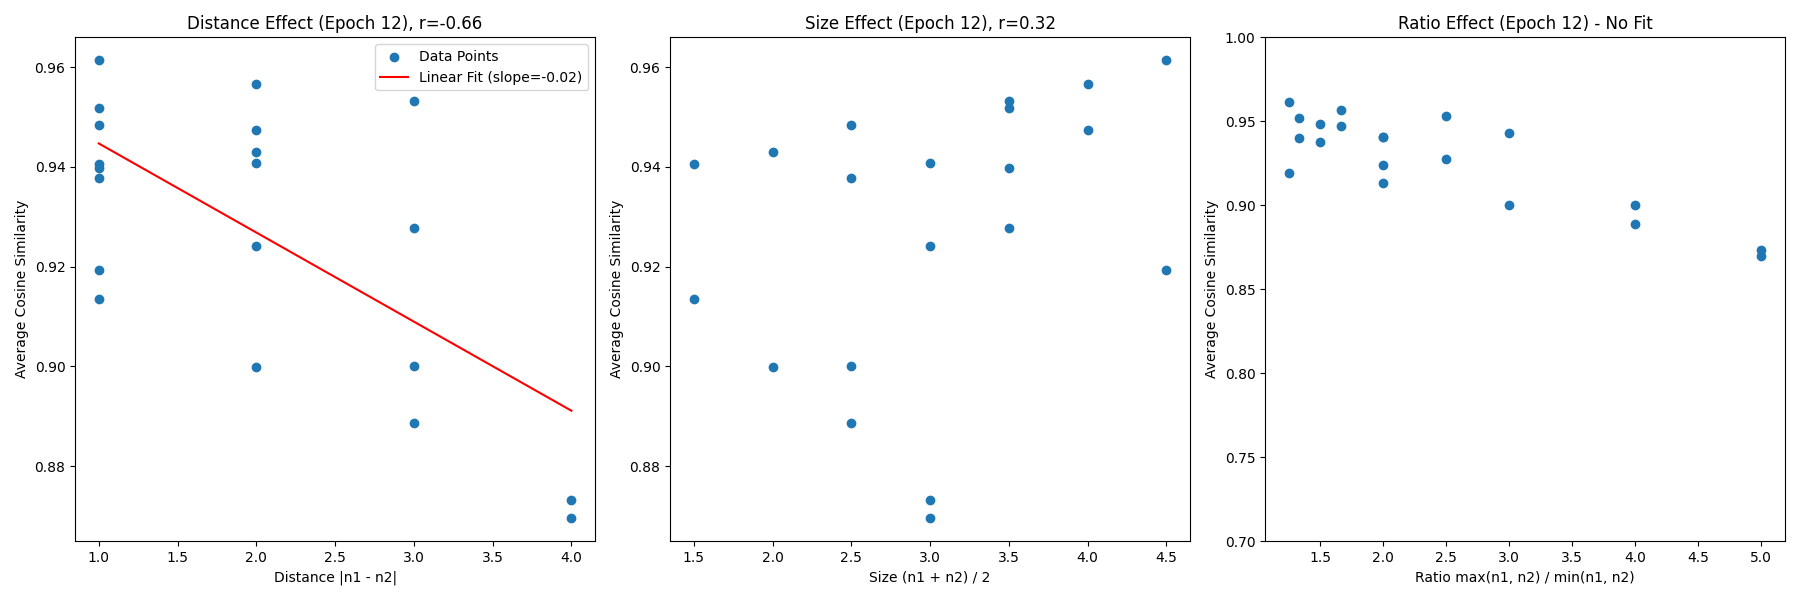 Distance Effect (Epoch 12), r=-0.66
Data Points
Linear Fit (slope=-0.02)
0.96
0.94
0.92
0.90
0.88
Average Cosine Similarity
1.0 1.5 2.0 2.5 3.0 3.5 4.0
Distance |n1 - n2|
Size Effect (Epoch 12), r=0.32
0.96
0.94
0.92
0.90
0.88
Average Cosine Similarity
1.5 2.0 2.5 3.0 3.5 4.0 4.5
Size (n1 + n2) / 2
Ratio Effect (Epoch 12) - No Fit
1.00
0.95
0.90
0.85
0.80
0.75
0.70
Average Cosine Similarity
1.5 2.0 2.5 3.0 3.5 4.0 4.5 5.0
Ratio max(n1, n2) / min(n1, n2)